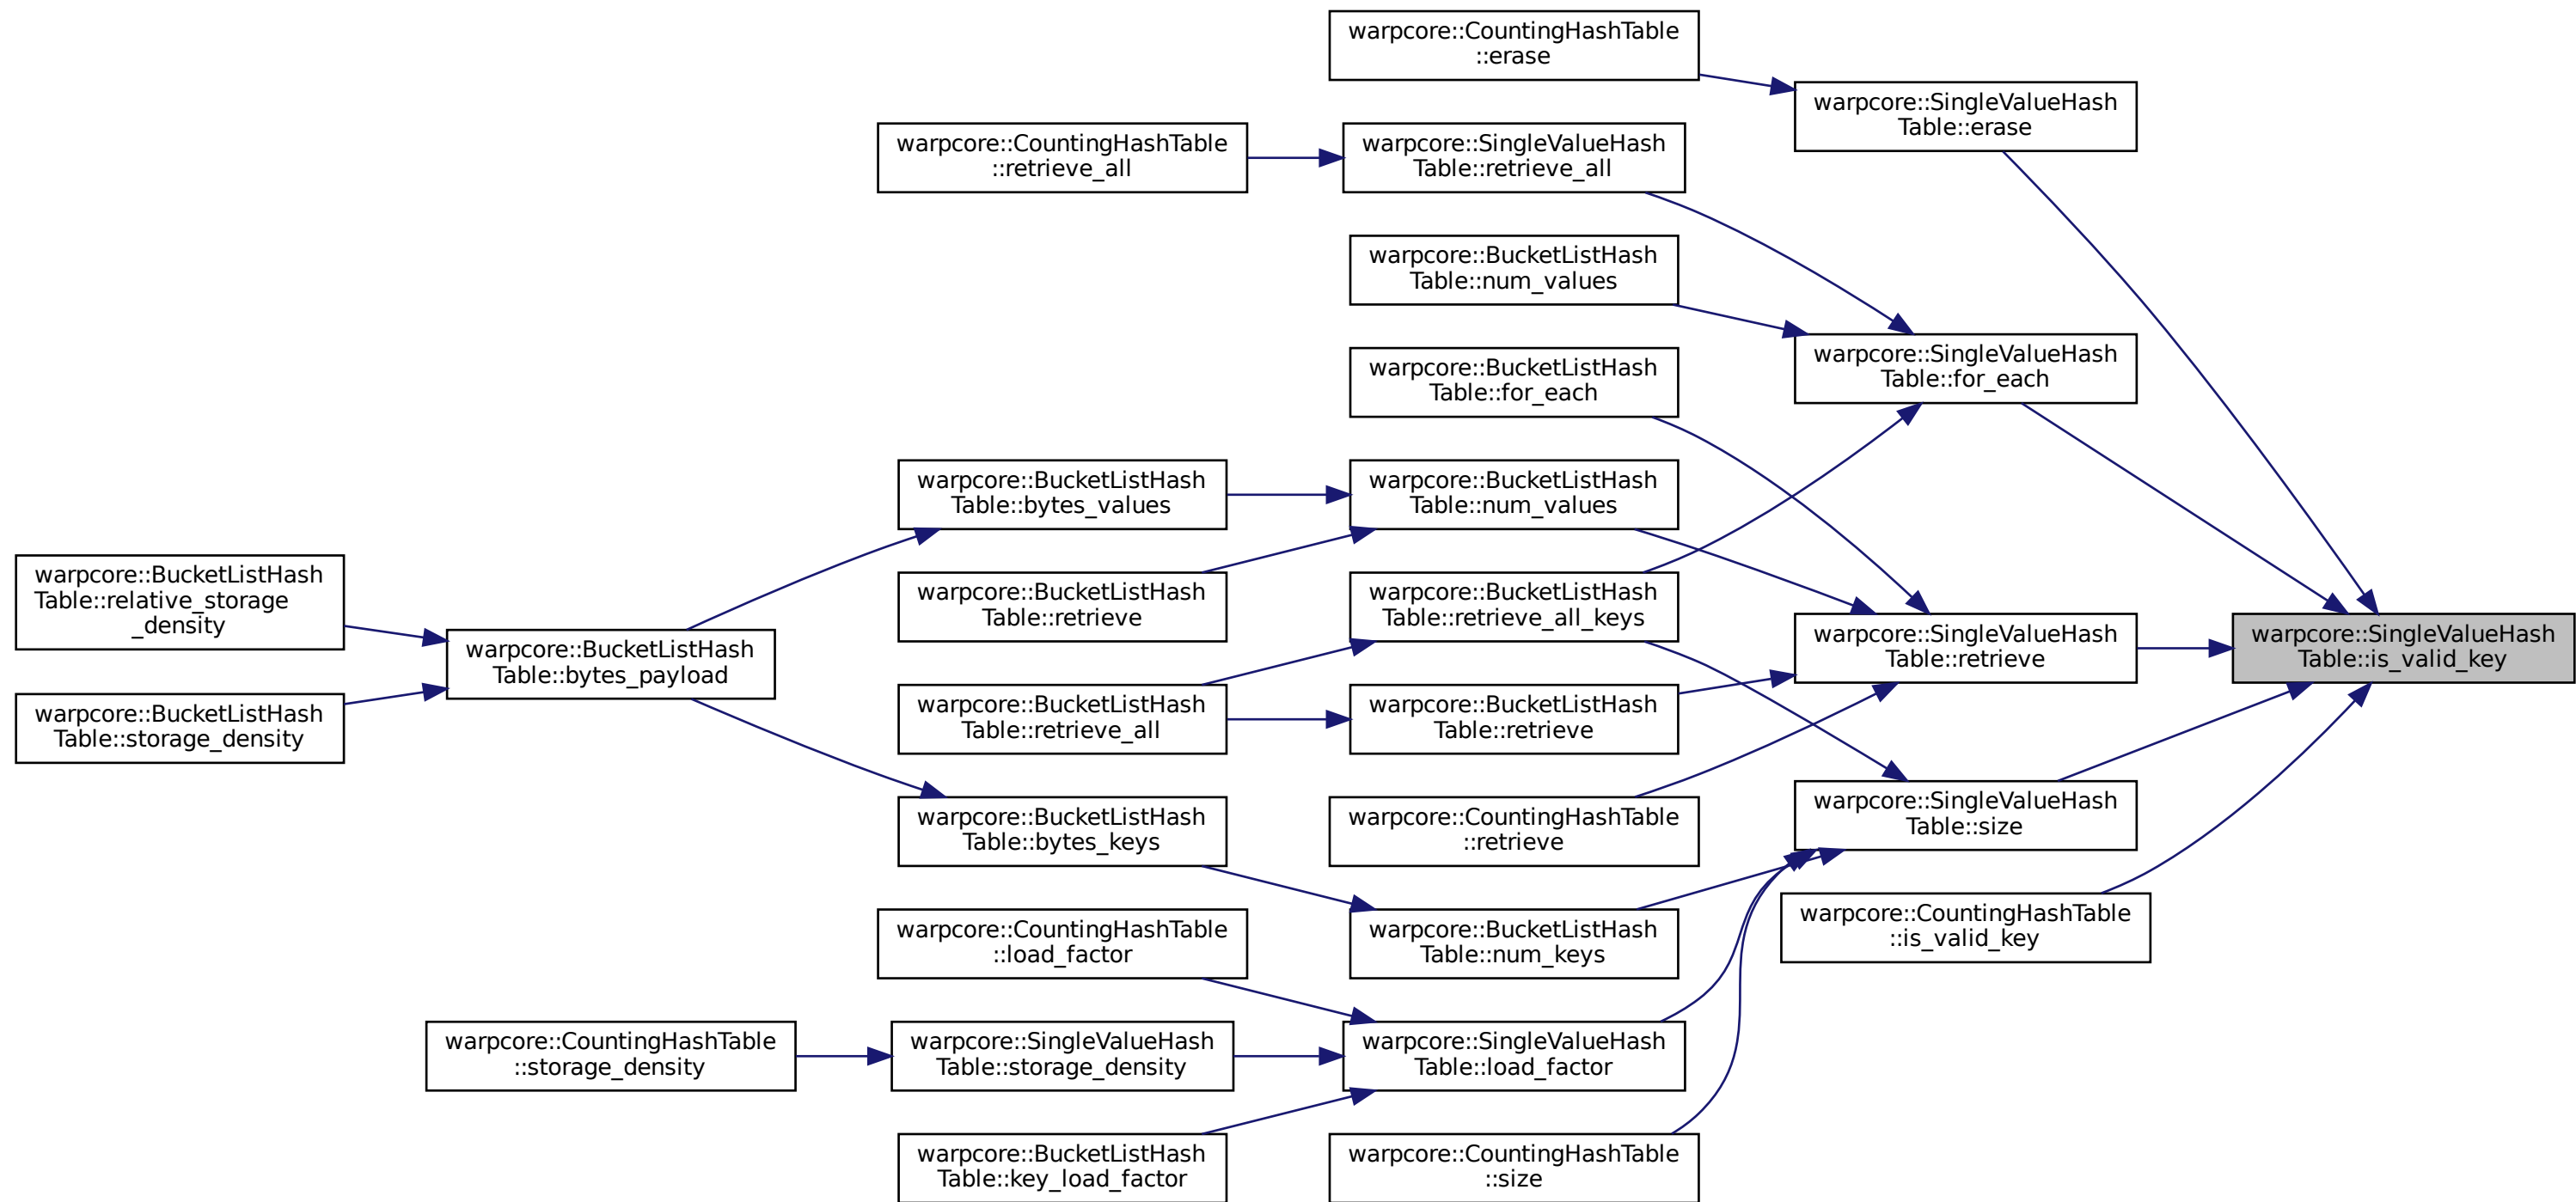 warpcore::CountingHashTable
::erase
warpcore::SingleValueHash
Table::erase
warpcore::CountingHashTable
::retrieve_all
warpcore::SingleValueHash
Table::retrieve_all
warpcore::BucketListHash
Table::num_values
warpcore::SingleValueHash
Table::for_each
warpcore::BucketListHash
Table::for_each
warpcore::BucketListHash
Table::bytes_values
warpcore::BucketListHash
Table::num_values
warpcore::BucketListHash
Table::relative_storage
_density
warpcore::BucketListHash
Table::retrieve
warpcore::BucketListHash
Table::retrieve_all_keys
warpcore::BucketListHash
Table::bytes_payload
warpcore::SingleValueHash
Table::retrieve
warpcore::SingleValueHash
Table::is_valid_key
warpcore::BucketListHash
Table::storage_density
warpcore::BucketListHash
Table::retrieve_all
warpcore::BucketListHash
Table::retrieve
warpcore::SingleValueHash
Table::size
warpcore::BucketListHash
Table::bytes_keys
warpcore::CountingHashTable
::retrieve
warpcore::CountingHashTable
::is_valid_key
warpcore::CountingHashTable
::load_factor
warpcore::BucketListHash
Table::num_keys
warpcore::CountingHashTable
::storage_density
warpcore::SingleValueHash
Table::storage_density
warpcore::SingleValueHash
Table::load_factor
warpcore::BucketListHash
Table::key_load_factor
warpcore::CountingHashTable
::size